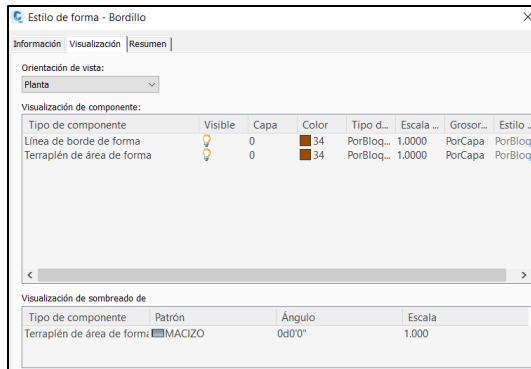 Estilo de forma - Bordillo
Información Visualización Resumen
Orientación de vista:
Planta
Visualización de componente:
Tipo de componente Visible Capa Color Tipo d... Escala ... Grosor... Estilo ...
Línea de borde de forma 0 34 PorBloq... 1.0000 PorCapa PorBloq
Terraplén de área de forma 0 34 PorBloq... 1.0000 PorCapa PorBloq
Visualización de sombreado de
Tipo de componente Patrón Ángulo Escala
Terraplén de área de forma MACIZO 0d0'0" 1.000